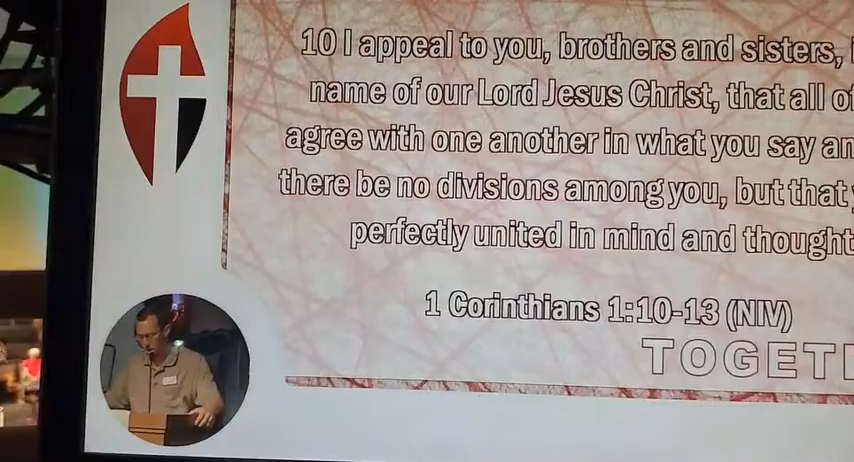 10 I appeal to you, brothers and sisters,
name of our Lord Jesus Christ, that all of
agree with one another in what you say an
there be no divisions among you, but that y
perfectly united in mind and thought
1 Corinthians 1:10-13 (NIV)
TOGET